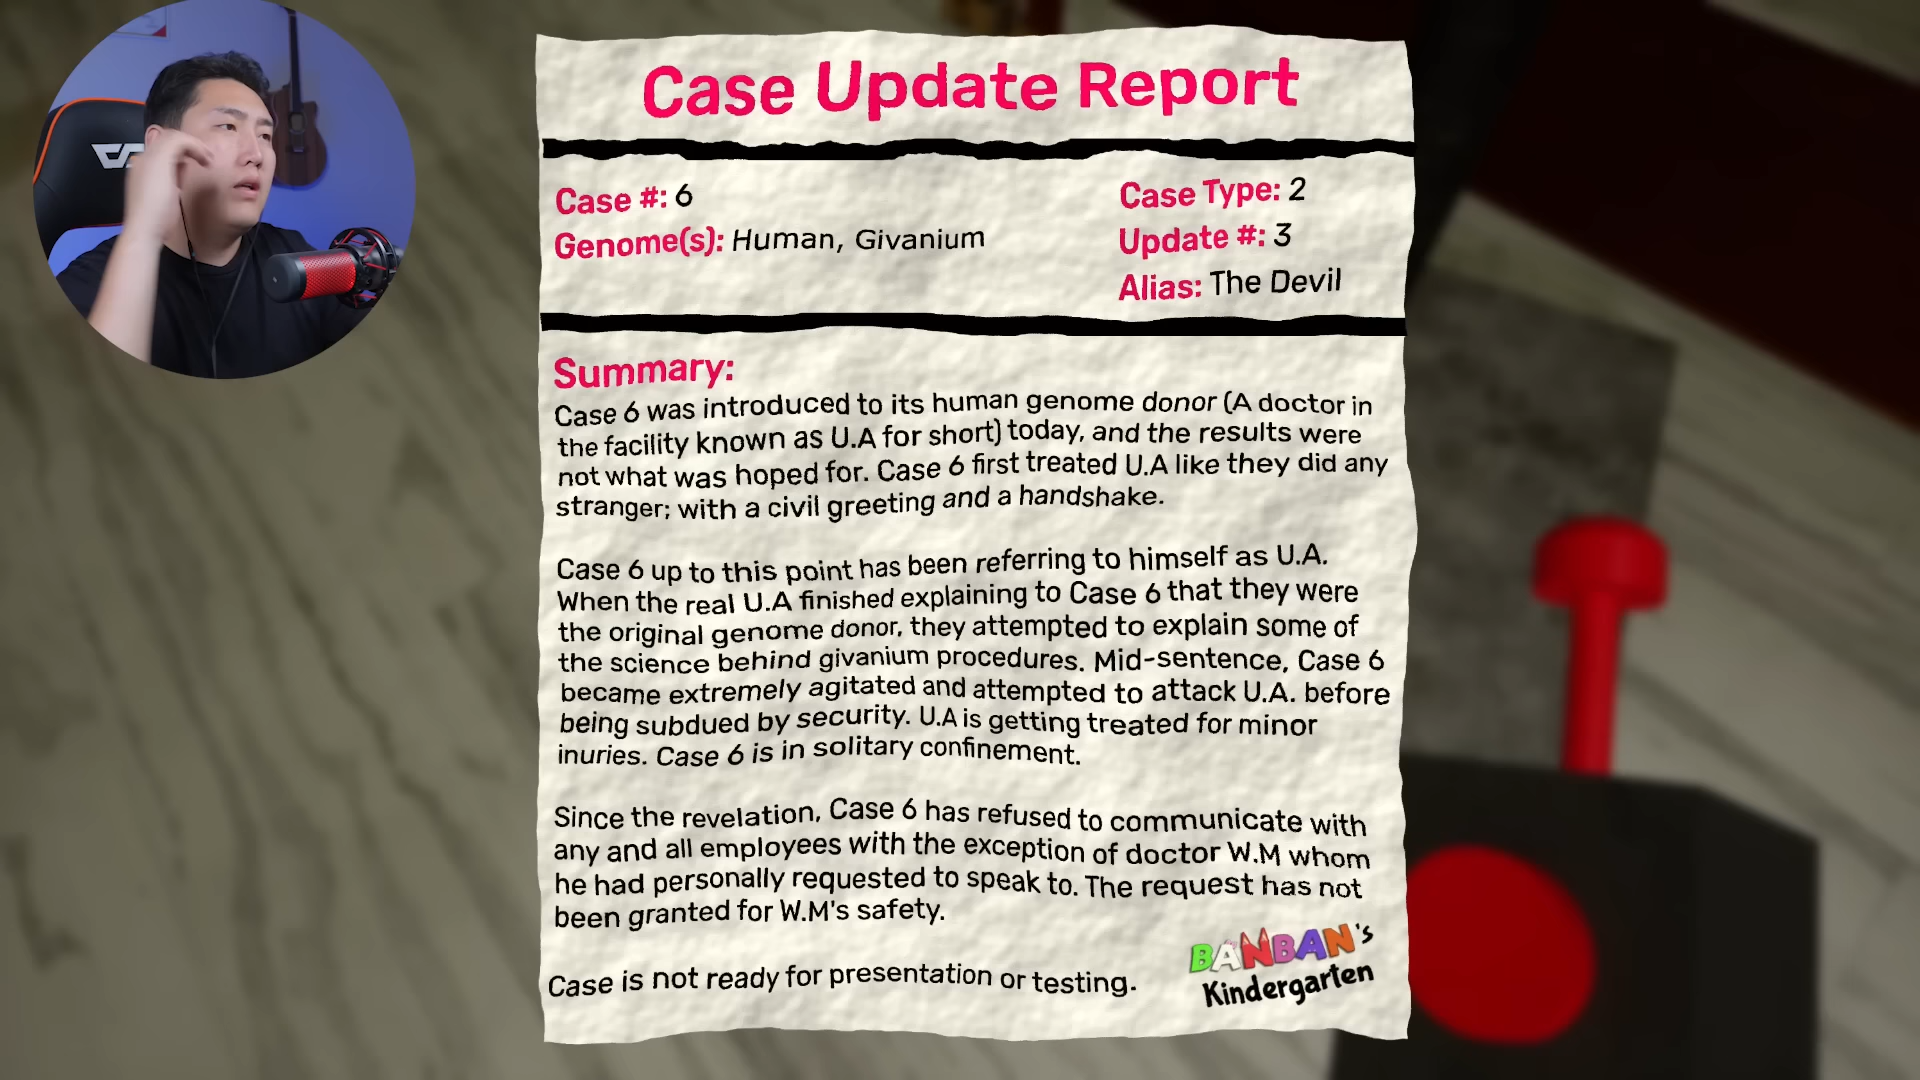 Case Update Report
Case #: 6
Genome(s): Human, Givanium
Case Type: 2
Update #: 3
Alias: The Devil
Summary:
Case 6 was introduced to its human genome donor (A doctor in
the facility known as U.A for short) today, and the results were
not what was hoped for. Case 6 first treated U.A like they did any
stranger; with a civil greeting and a handshake.
Case 6 up to this point has been referring to himself as U.A.
When the real U.A finished explaining to Case 6 that they were
the original genome donor, they attempted to explain some of
the science behind givanium procedures. Mid-sentence, Case 6
became extremely agitated and attempted to attack U.A. before
being subdued by security. U.A is getting treated for minor
inuries. Case 6 is in solitary confinement.
Since the revelation, Case 6 has refused to communicate with
any and all employees with the exception of doctor W.M whom
he had personally requested to speak to. The request has not
been granted for W.M's safety.
Case is not ready for presentation or testing.
BANBAN's
Kindergarten